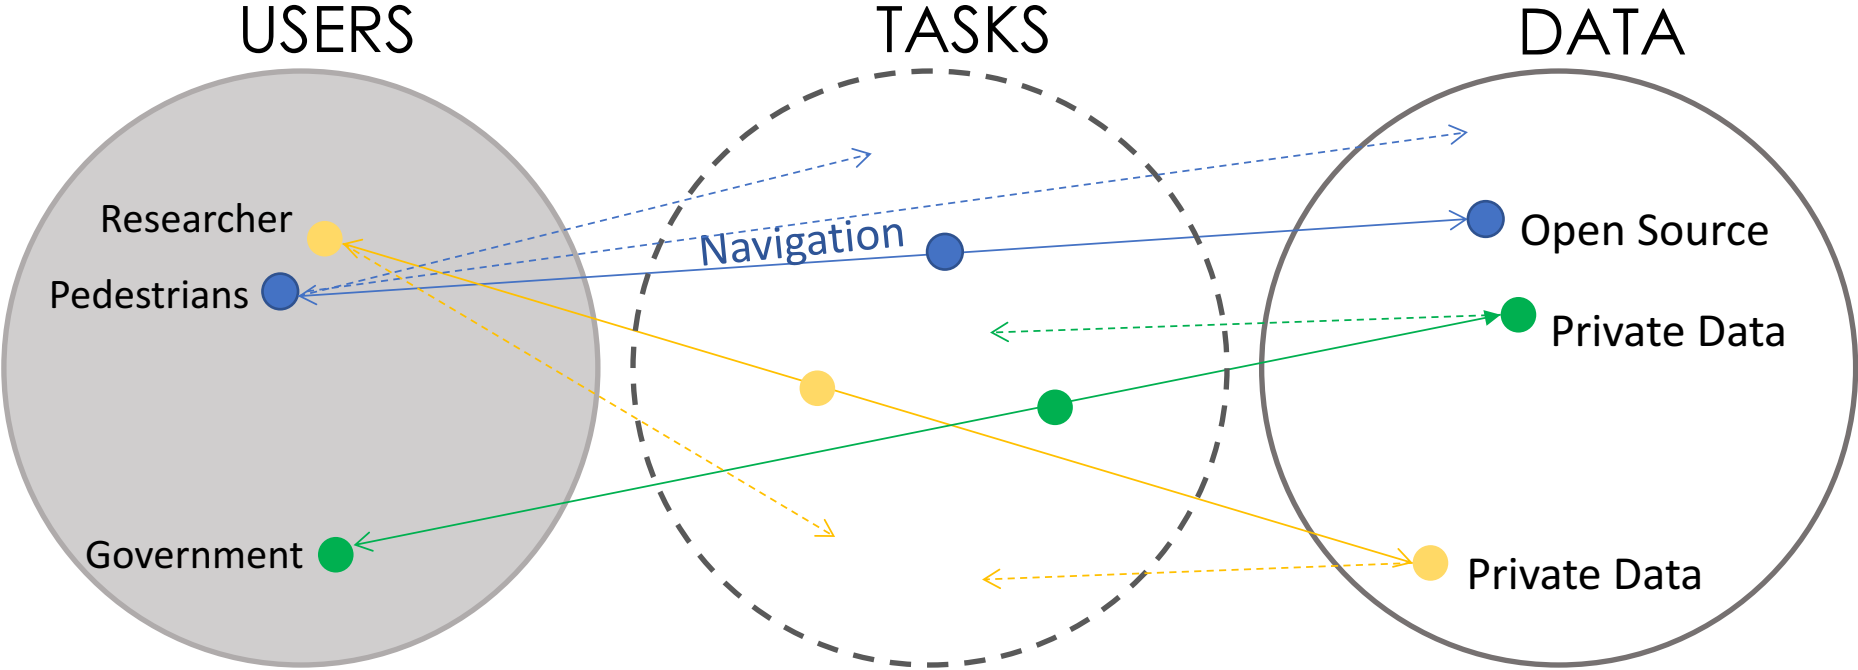 USERS
TASKS
DATA
Researcher
Pedestrians
Government
Navigation
Open Source
Private Data
Private Data